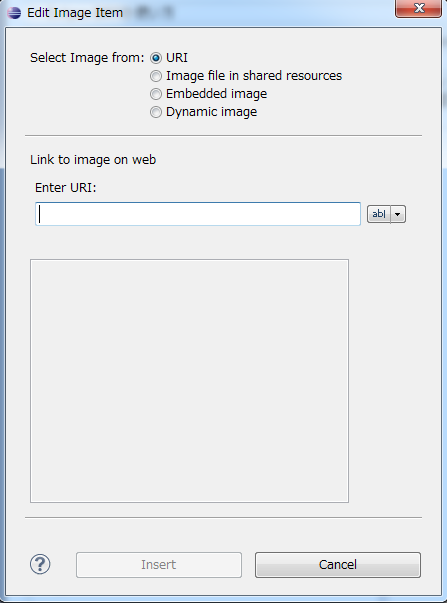 Edit Image Item
Select Image from: URI
Image file in shared resources
Embedded image
Dynamic image
Link to image on web
Enter URI:
ab|
?
Insert
Cancel